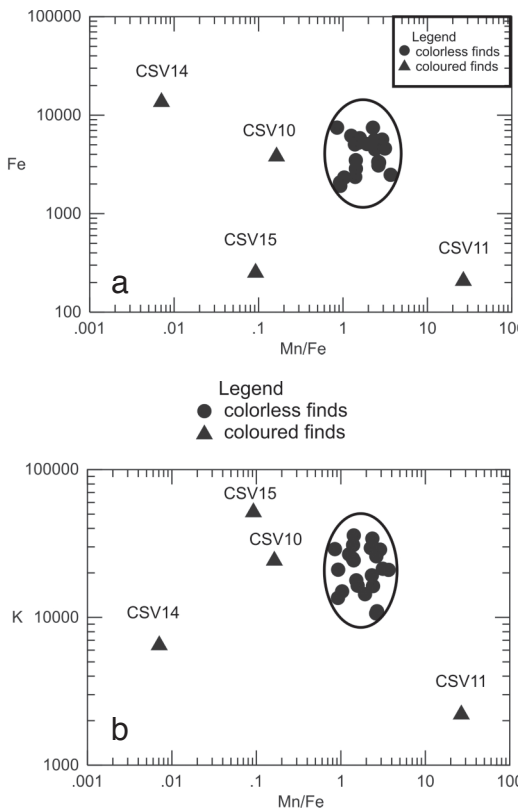 100000
Legend
colorless finds
coloured finds
CSV14
10000
CSV10
Fe
1000
CSV15
CSV11
a
100
.001 .01 .1 1 10 100
Mn/Fe
Legend
colorless finds
coloured finds
100000
CSV15
CSV10
K 10000
CSV14
CSV11
b
1000
.001 .01 .1 1 10 100
Mn/Fe